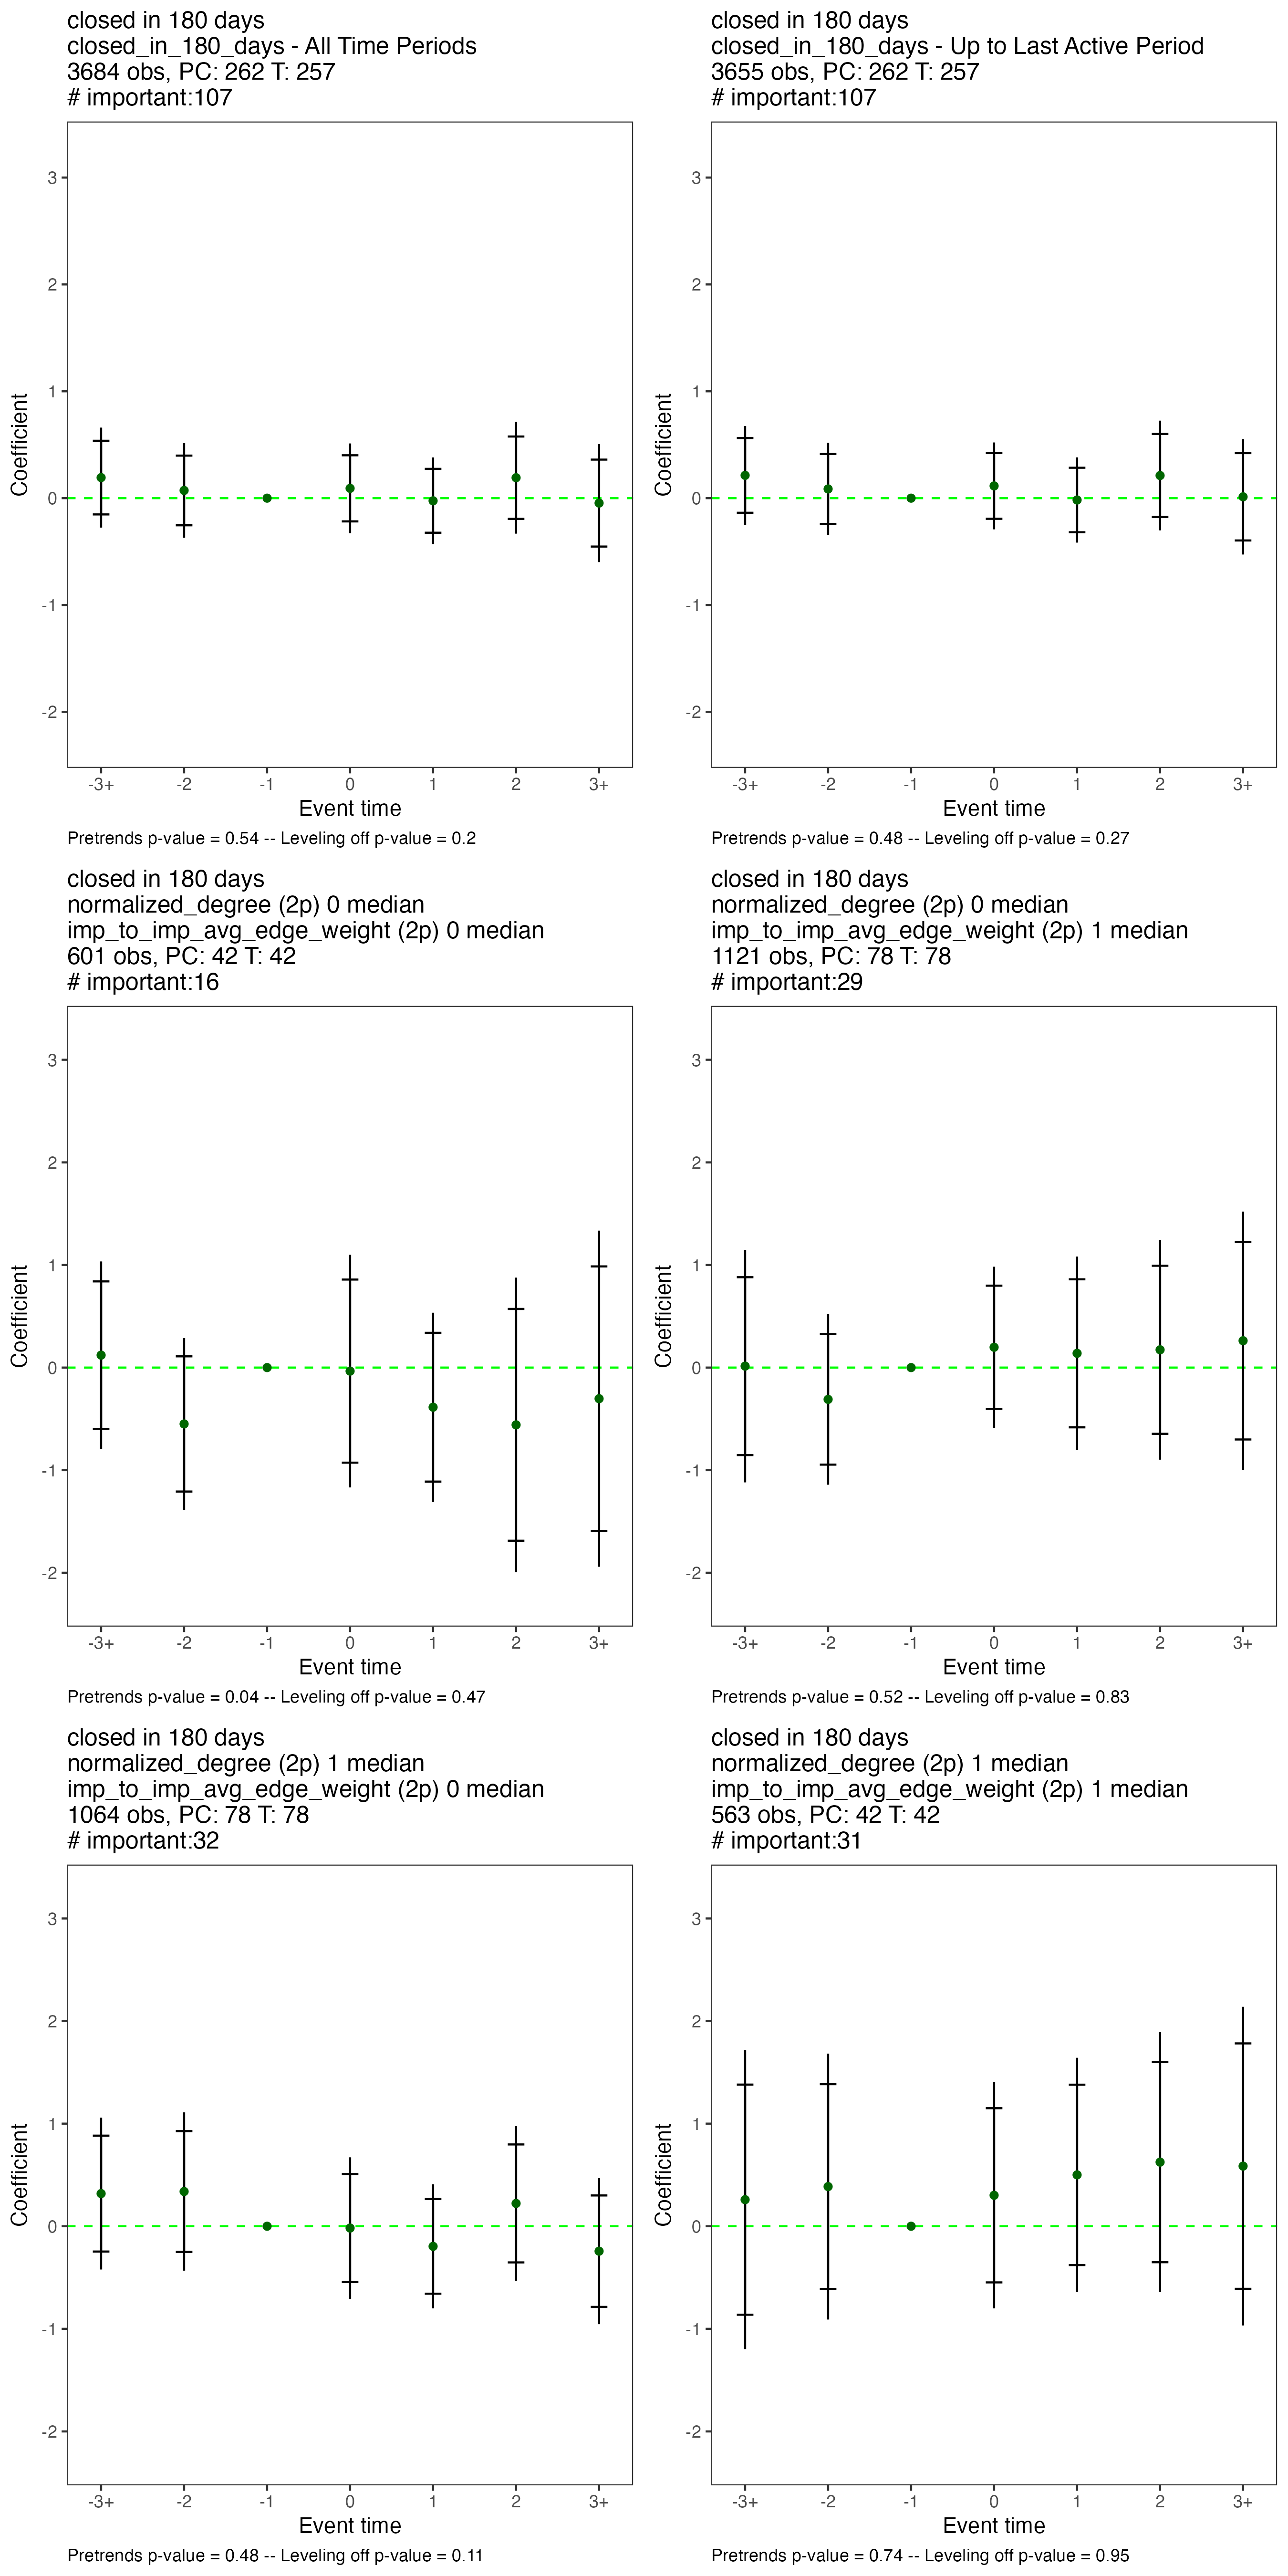 closed in 180 days
closed_in_180_days - All Time Periods
3684 obs, PC: 262 T: 257
# important:107
3
2
1
0
-1
-2
Coefficient
-3+ -2 -1 0 1 2 3+
Event time
Pretrends p-value = 0.54 -- Leveling off p-value = 0.2
closed in 180 days
closed_in_180_days - Up to Last Active Period
3655 obs, PC: 262 T: 257
# important:107
3
2
1
0
-1
-2
Coefficient
-3+ -2 -1 0 1 2 3+
Event time
Pretrends p-value = 0.48 -- Leveling off p-value = 0.27
closed in 180 days
normalized_degree (2p) 0 median
imp_to_imp_avg_edge_weight (2p) 0 median
601 obs, PC: 42 T: 42
# important:16
3
2
1
0
-1
-2
Coefficient
-3+ -2 -1 0 1 2 3+
Event time
Pretrends p-value = 0.04 -- Leveling off p-value = 0.47
closed in 180 days
normalized_degree (2p) 0 median
imp_to_imp_avg_edge_weight (2p) 1 median
1121 obs, PC: 78 T: 78
# important:29
3
2
1
0
-1
-2
Coefficient
-3+ -2 -1 0 1 2 3+
Event time
Pretrends p-value = 0.52 -- Leveling off p-value = 0.83
closed in 180 days
normalized_degree (2p) 1 median
imp_to_imp_avg_edge_weight (2p) 0 median
1064 obs, PC: 78 T: 78
# important:32
3
2
1
0
-1
-2
Coefficient
-3+ -2 -1 0 1 2 3+
Event time
Pretrends p-value = 0.48 -- Leveling off p-value = 0.11
closed in 180 days
normalized_degree (2p) 1 median
imp_to_imp_avg_edge_weight (2p) 1 median
563 obs, PC: 42 T: 42
# important:31
3
2
1
0
-1
-2
Coefficient
-3+ -2 -1 0 1 2 3+
Event time
Pretrends p-value = 0.74 -- Leveling off p-value = 0.95